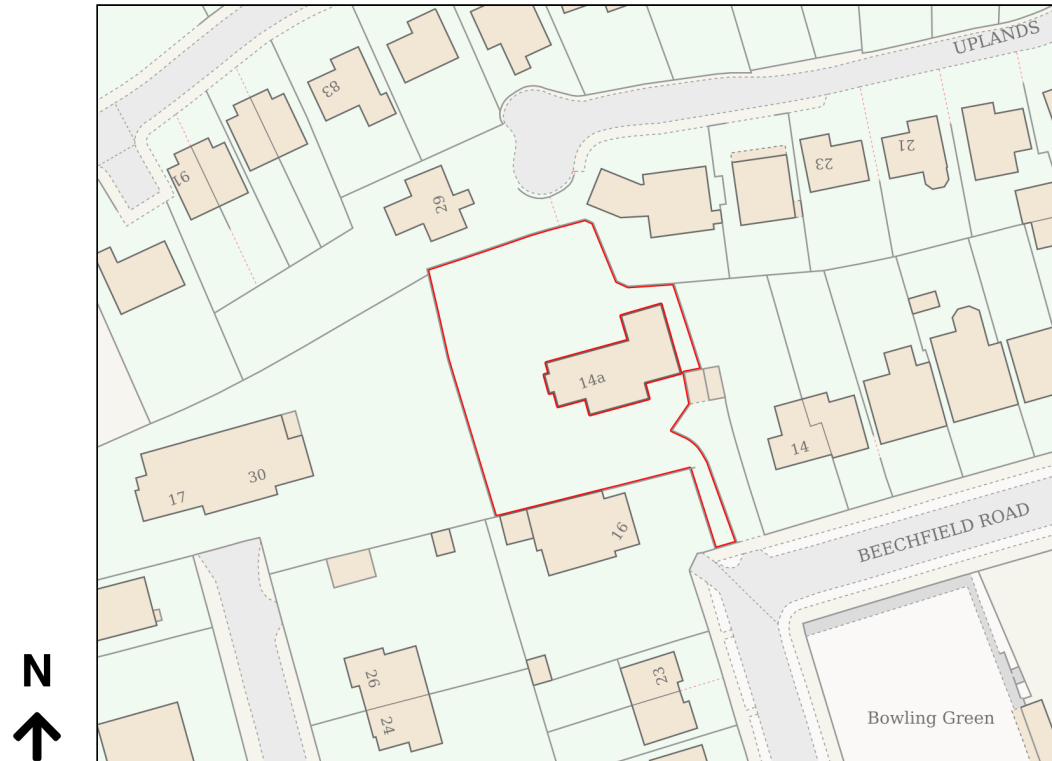 UPLANDS
83
91
29
23
21
14a
30
17
14
16
BEECHFIELD ROAD
26
24
23
Bowling Green
N